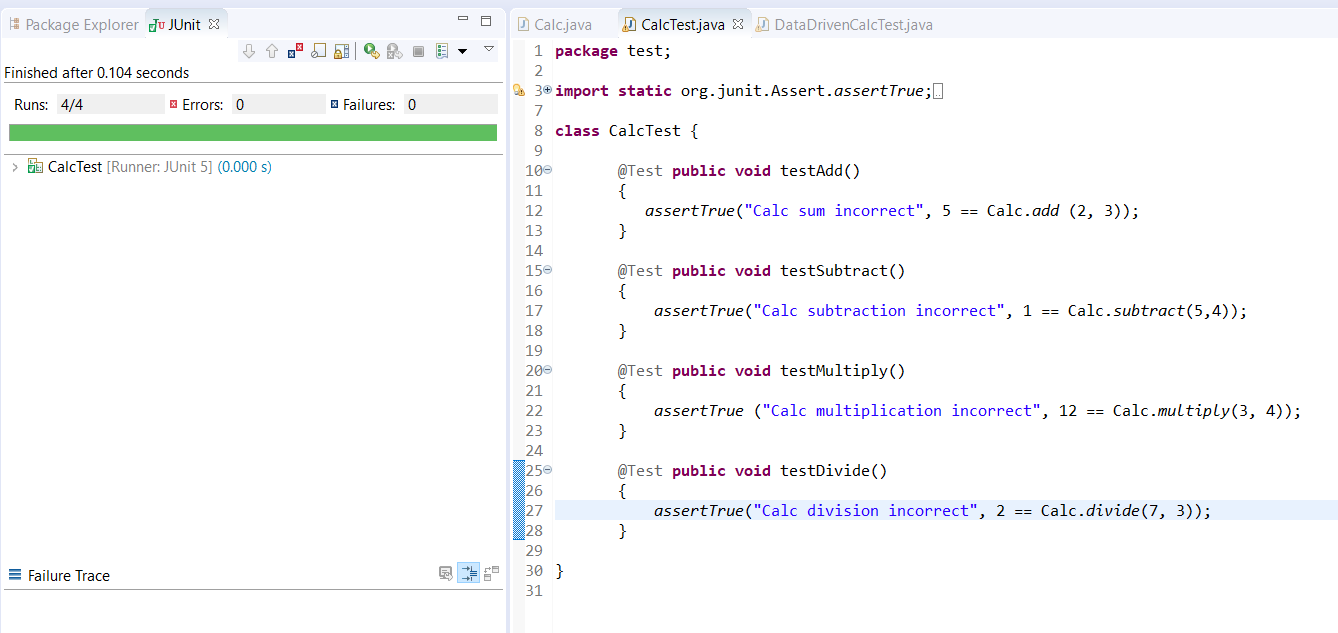 Package Explorer JUnit
Finished after 0.104 seconds
Runs: 4/4 Errors: 0 Failures: 0
CalcTest [Runner: JUnit 5] (0.000 s)
Failure Trace
Calc.java CalcTest.java DataDrivenCalcTest.java
1 package test;
2
3 import static org.junit.Assert.assertTrue;
7
8 class CalcTest {
9
10 @Test public void testAdd()
11 {
12 assertTrue("Calc sum incorrect", 5 == Calc.add (2, 3));
13 }
14
15 @Test public void testSubtract()
16 {
17 assertTrue("Calc subtraction incorrect", 1 == Calc.subtract(5,4));
18 }
19
20 @Test public void testMultiply()
21 {
22 assertTrue ("Calc multiplication incorrect", 12 == Calc.multiply(3, 4));
23 }
24
25 @Test public void testDivide()
26 {
27 assertTrue("Calc division incorrect", 2 == Calc.divide(7, 3));
28 }
29
30 }
31